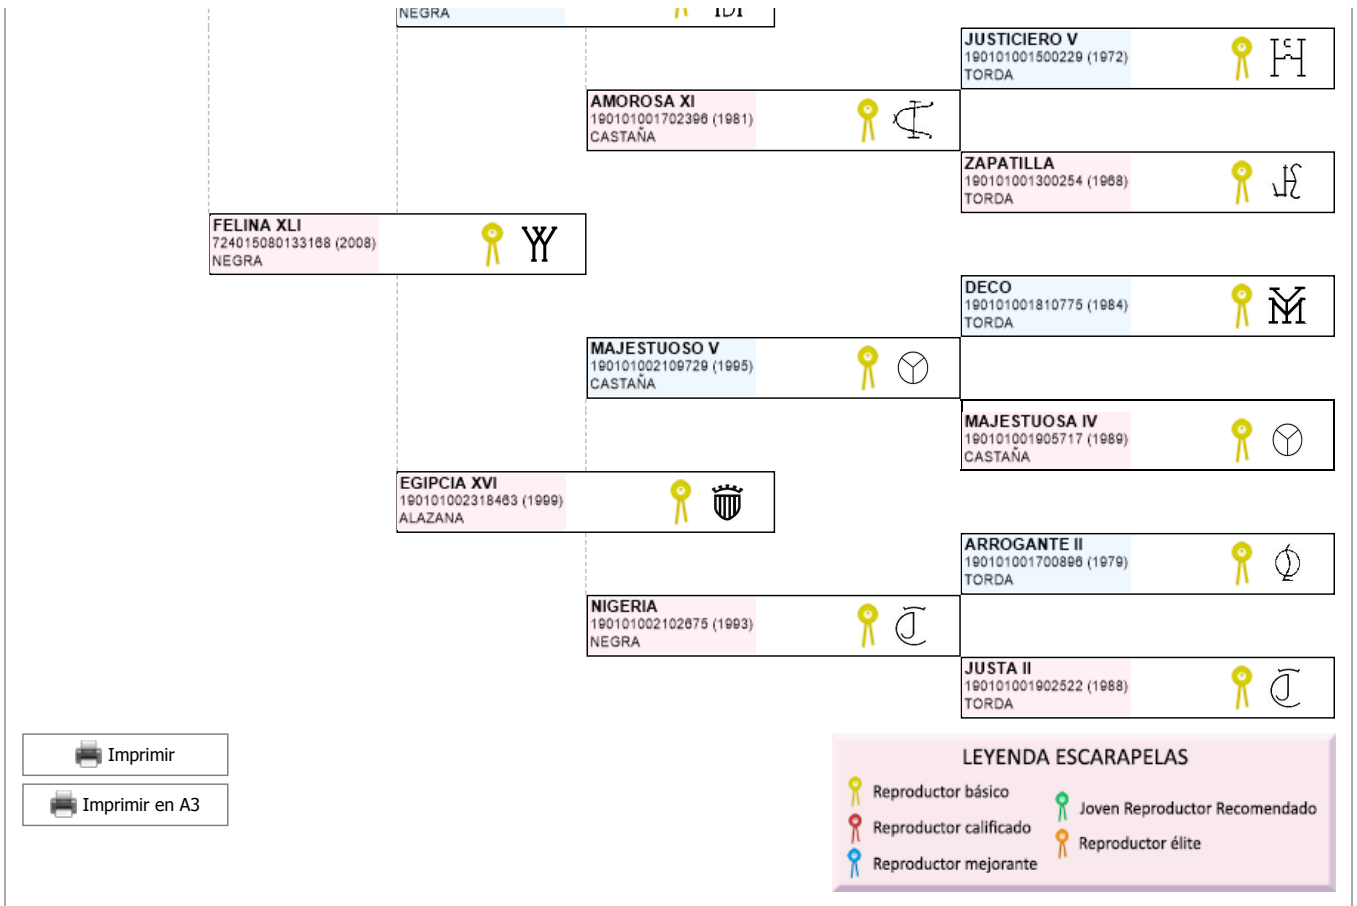 NEGRA
JUSTICIERO V
190101001500229 (1972)
TORDA
AMOROSA XI
190101001702396 (1981)
CASTAÑA
ZAPATILLA
190101001300254 (1968)
TORDA
FELINA XLI
724015080133168 (2008)
NEGRA
DECO
190101001810775 (1984)
TORDA
MAJESTUOSO V
190101002109729 (1995)
CASTAÑA
MAJESTUOSA IV
190101001905717 (1989)
CASTAÑA
EGIPCIA XVI
190101002318463 (1999)
ALAZANA
ARROGANTE II
190101001700896 (1979)
TORDA
NIGERIA
190101002102675 (1993)
NEGRA
JUSTA II
190101001902522 (1988)
TORDA
Imprimir
Imprimir en A3
LEYENDA ESCARAPELAS
Reproductor básico
Reproductor calificado
Reproductor mejorante
Joven Reproductor Recomendado
Reproductor élite